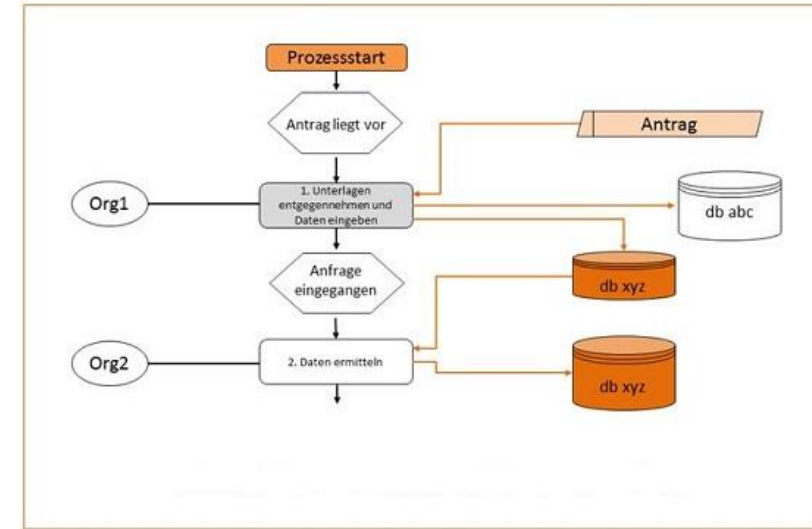 Prozessstart
Antrag liegt vor
Antrag
1. Unterlagen
entgegennehmen und
Daten eingeben
Org1
db abc
Anfrage
eingegangen
db xyz
Org2
2. Daten ermitteln
db xyz